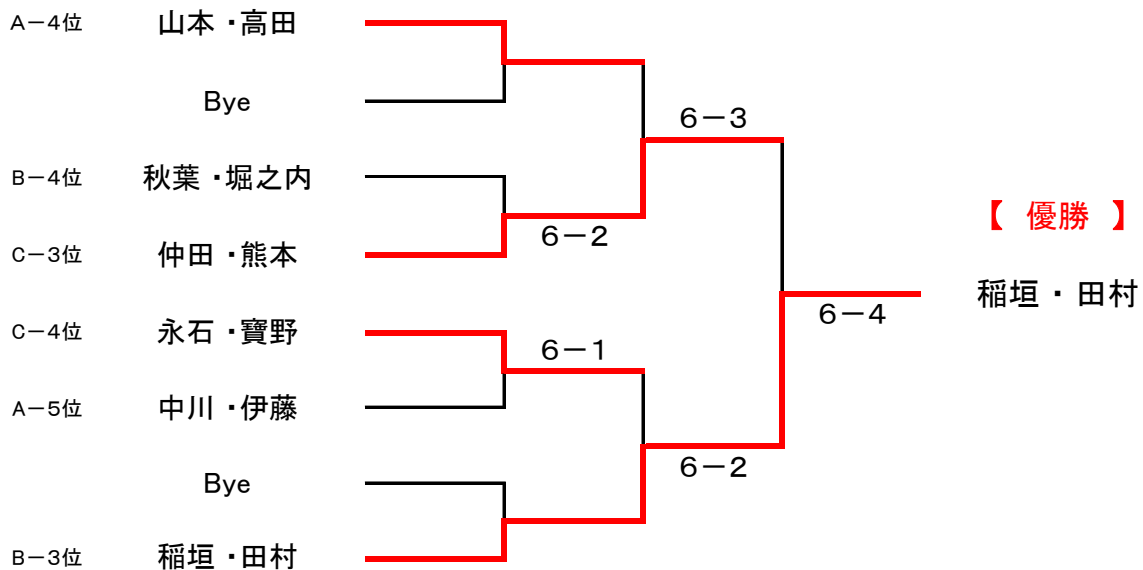 A－4位 山本・高田
Bye
6－3
B－4位 秋葉・堀之内
【 優勝 】
6－2
C－3位 仲田・熊本
稲垣・田村
6－4
C－4位 永石・寶野
6－1
A－5位 中川・伊藤
6－2
Bye
B－3位 稲垣・田村